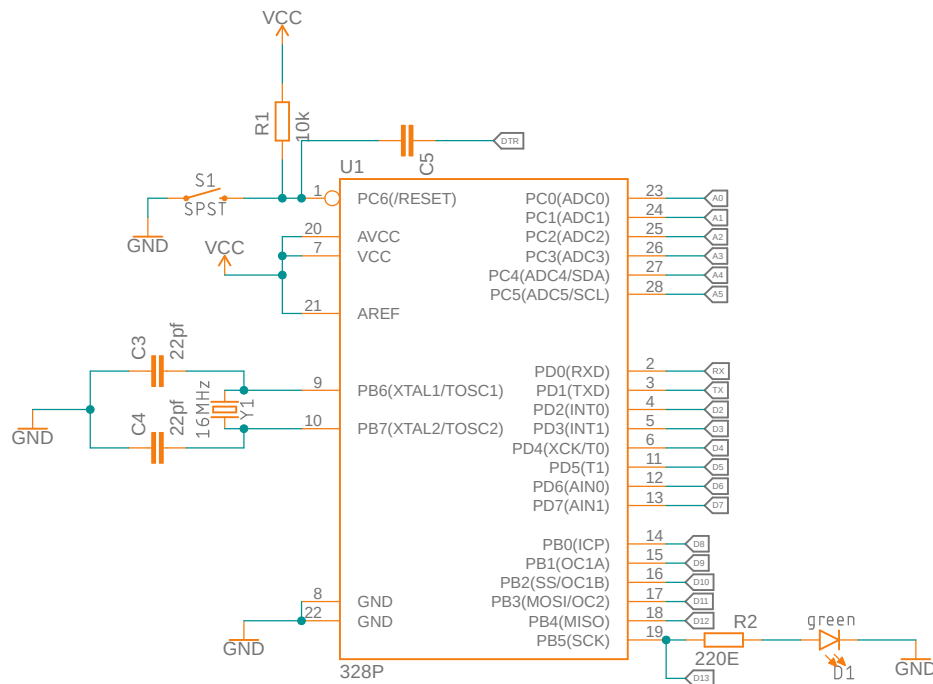 VCC
R1
10k
C5
DTR
U1
S1
SPST
GND
1
PC6(/RESET)
PC0(ADC0)
23
A0
PC1(ADC1)
24
A1
VCC
20
AVCC
PC2(ADC2)
25
A2
7
VCC
PC3(ADC3)
26
A3
PC4(ADC4/SDA)
27
A4
PC5(ADC5/SCL)
28
A5
21
AREF
C3
22pf
PD0(RXD)
2
RX
9
PB6(XTAL1/TOSC1)
PD1(TXD)
3
TX
16MHz
Y1
PD2(INT0)
4
D2
GND
C4
22pf
10
PB7(XTAL2/TOSC2)
PD3(INT1)
5
D3
PD4(XCK/T0)
6
D4
PD5(T1)
11
D5
PD6(AIN0)
12
D6
PD7(AIN1)
13
D7
PB0(ICP)
14
D8
PB1(OC1A)
15
D9
PB2(SS/OC1B)
16
D10
8
GND
PB3(MOSI/OC2)
17
D11
22
GND
PB4(MISO)
18
D12
GND
PB5(SCK)
19
R2
220E
green
D1
GND
D13
328P